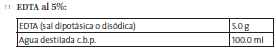 EDTA al 5%:
EDTA (sal dipotásica o disódica) 5.0 g
Agua destilada c.b.p. 100.0 ml